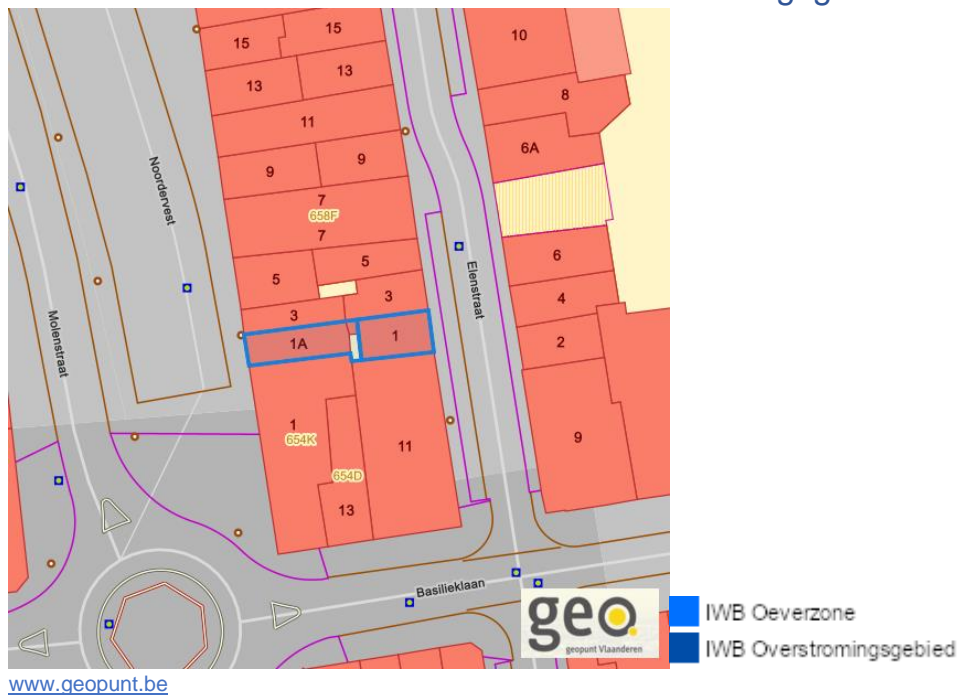 15
15
13
13
11
9
9
7
658F
7
5
5
3
3
1A
1
1
654K
11
654D
13
10
8
6A
6
4
2
9
Noordervest
Molenstraat
Elenstraat
Basilieklaan
geo.
geopunt Vlaanderen
IWB Oeverzone
IWB Overstromingsgebied
www.geopunt.be